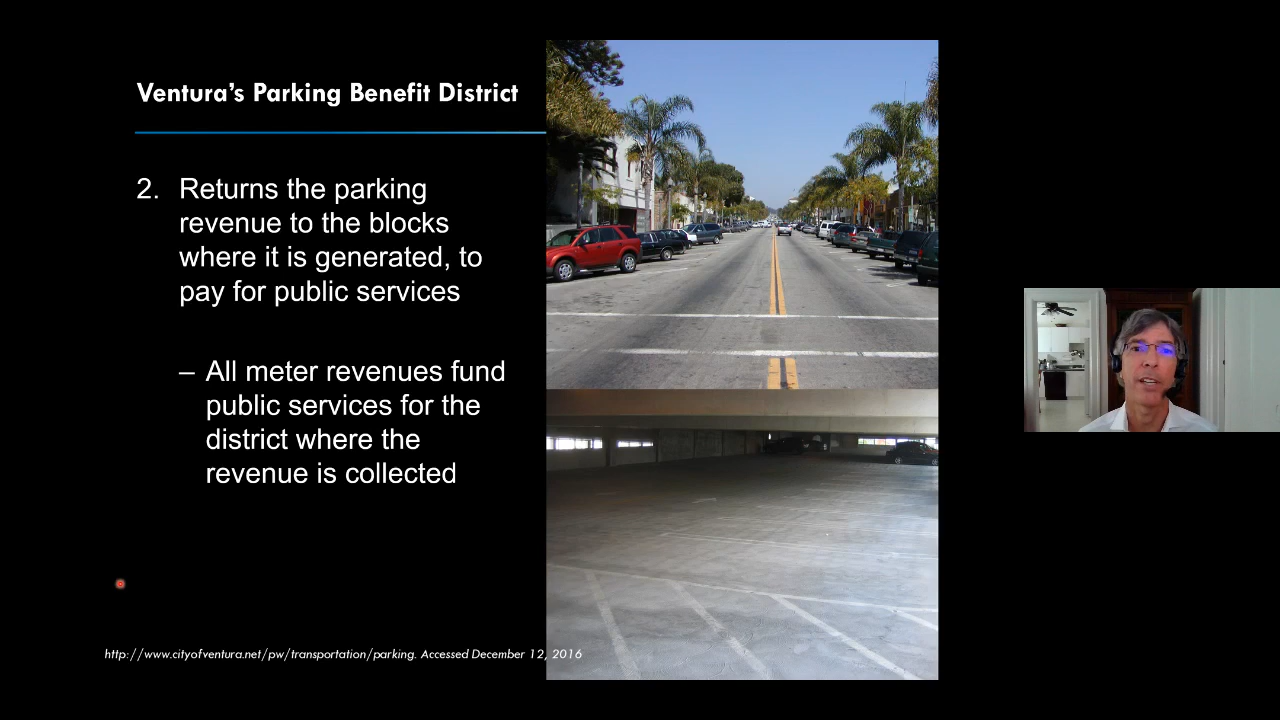 Ventura's Parking Benefit District
2. Returns the parking
revenue to the blocks
where it is generated, to
pay for public services
– All meter revenues fund
public services for the
district where the
revenue is collected
http://www.cityofventura.net/pw/transportation/parking. Accessed December 12, 2016